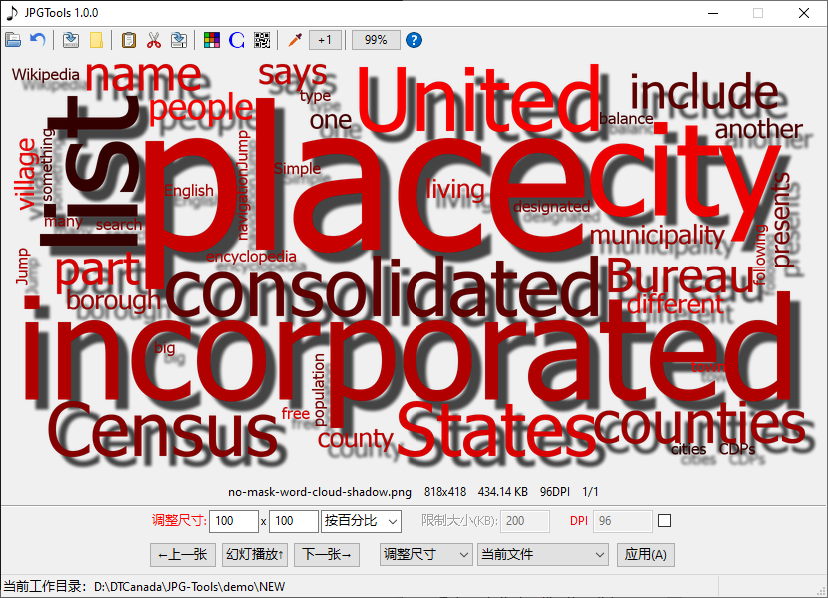 JPGTools 1.0.0
+1
99%
?
Wikipedia
name
says
United
include
people
type
one
balance
another
list
place
city
village
something
English
navigationJump
Simple
living
designated
many
search
municipality
presents
following
Jump
part
encyclopedia
borough
consolidated
Bureau
different
incorporated
big
population
town
Census
free
county
States
counties
cities
CDPs
no-mask-word-cloud-shadow.png 818x418 434.14 KB 96DPI 1/1
调整尺寸: 100 x 100 按百分比 限制大小(KB): 200 DPI 96
←上一张 幻灯播放↑ 下一张→ 调整尺寸 当前文件 应用(A)
当前工作目录: D:\DTCanada\JPG-Tools\demo\NEW